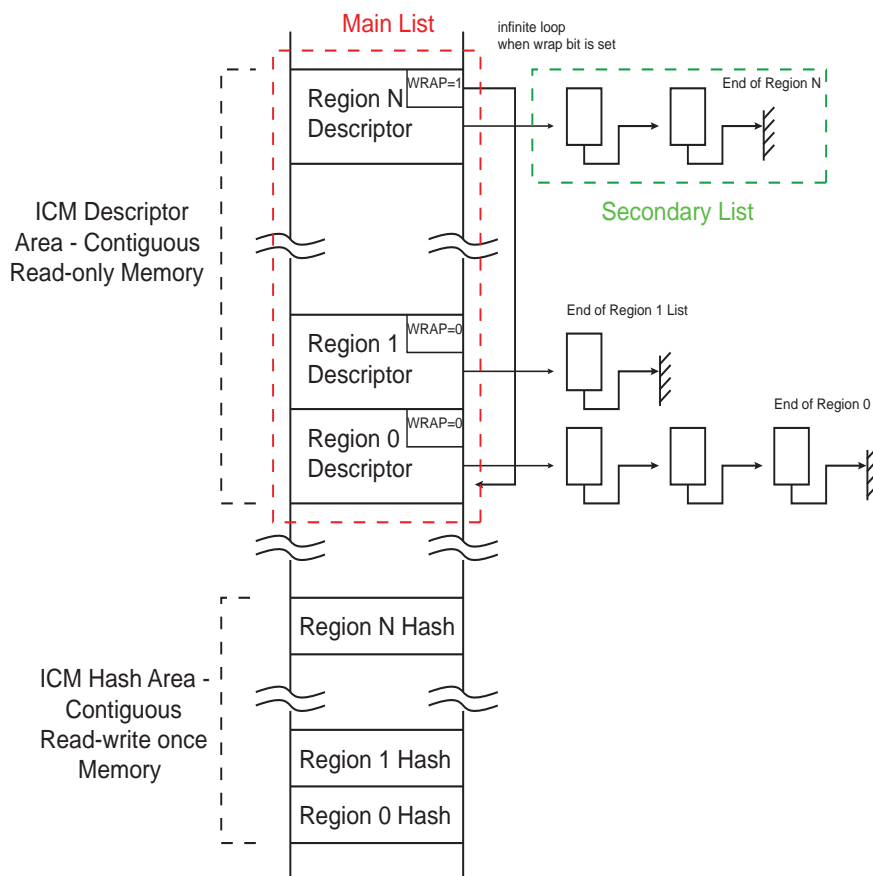 Main List
infinite loop
when wrap bit is set
WRAP=1
Region N
Descriptor
End of Region N
Secondary List
ICM Descriptor
Area - Contiguous
Read-only Memory
WRAP=0
Region 1
Descriptor
End of Region 1 List
WRAP=0
Region 0
Descriptor
End of Region 0
Region N Hash
ICM Hash Area -
Contiguous
Read-write once
Memory
Region 1 Hash
Region 0 Hash